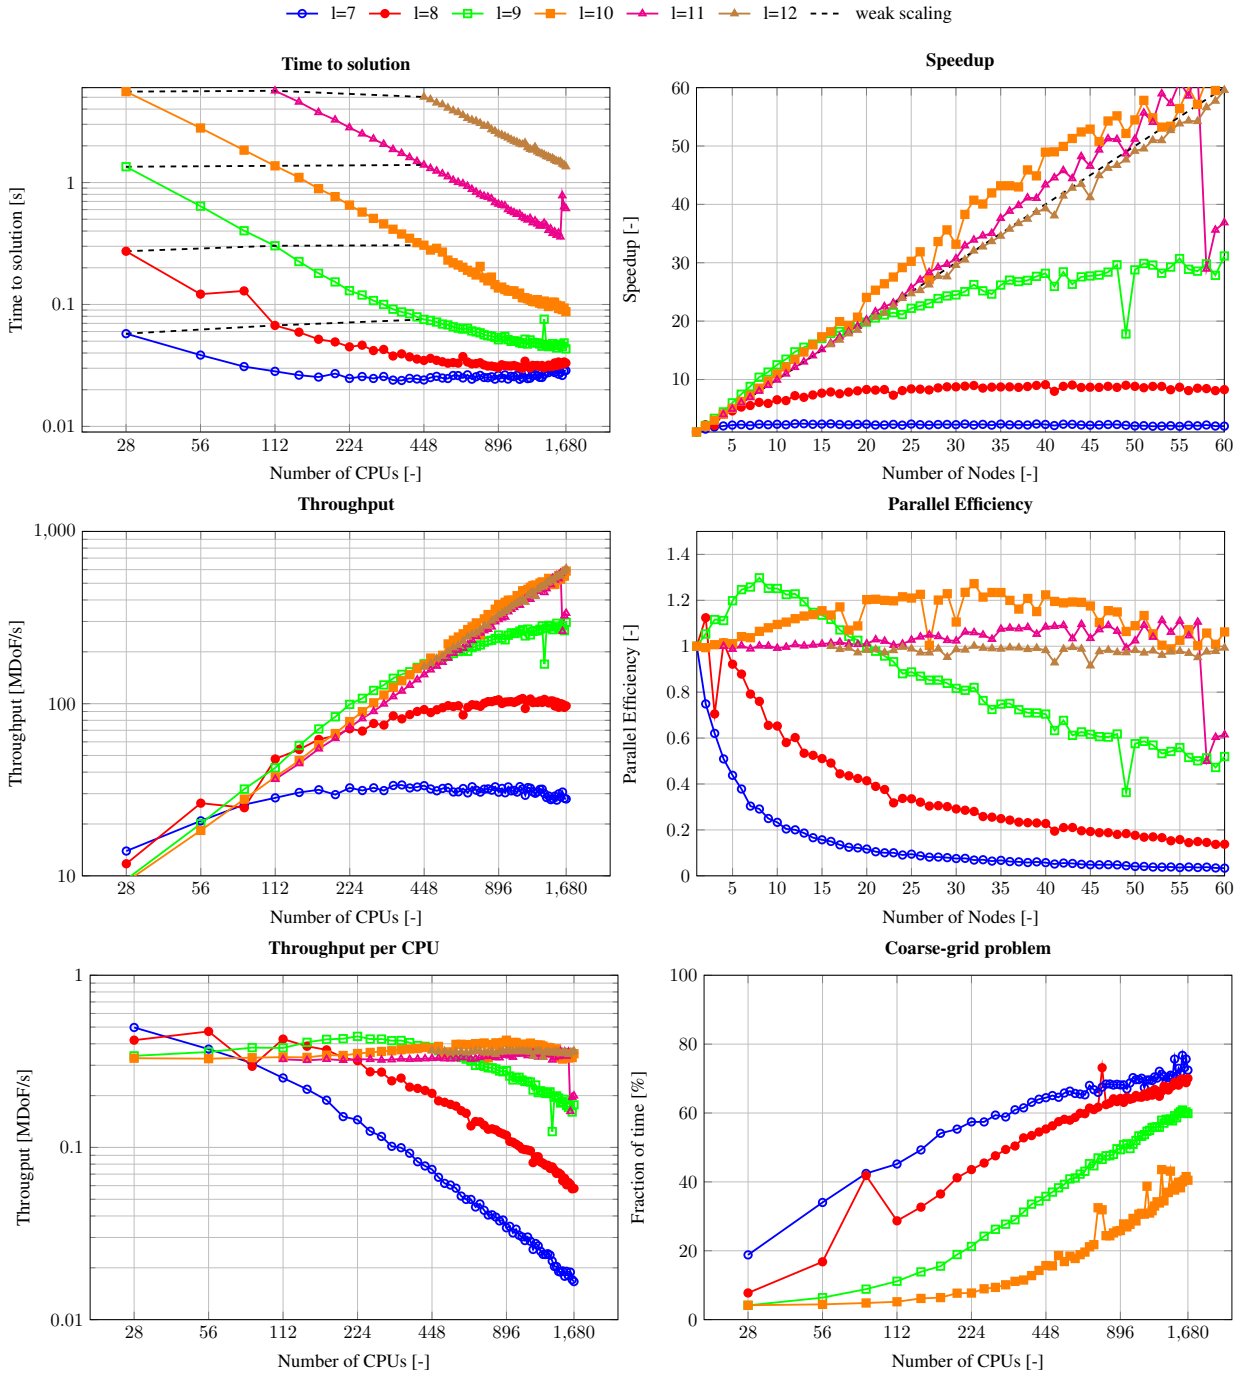 l=7 l=8 l=9 l=10 l=11 l=12 weak scaling
Time to solution
Time to solution [s]
1
0.1
0.01
28 56 112 224 448 896 1,680
Number of CPUs [-]
Speedup
Speedup [-]
60
50
40
30
20
10
5 10 15 20 25 30 35 40 45 50 55 60
Number of Nodes [-]
Throughput
Throughput [MDoF/s]
1,000
100
10
28 56 112 224 448 896 1,680
Number of CPUs [-]
Parallel Efficiency
Parallel Efficiency [-]
1.4
1.2
1
0.8
0.6
0.4
0.2
0
5 10 15 20 25 30 35 40 45 50 55 60
Number of Nodes [-]
Throughput per CPU
Througput [MDoF/s]
1
0.1
0.01
28 56 112 224 448 896 1,680
Number of CPUs [-]
Coarse-grid problem
Fraction of time [%]
100
80
60
40
20
0
28 56 112 224 448 896 1,680
Number of CPUs [-]